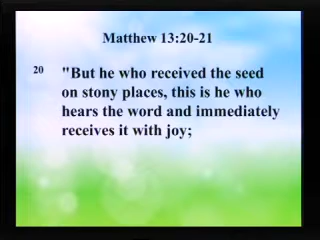 Matthew 13:20-21
20 "But he who received the seed
on stony places, this is he who
hears the word and immediately
receives it with joy;